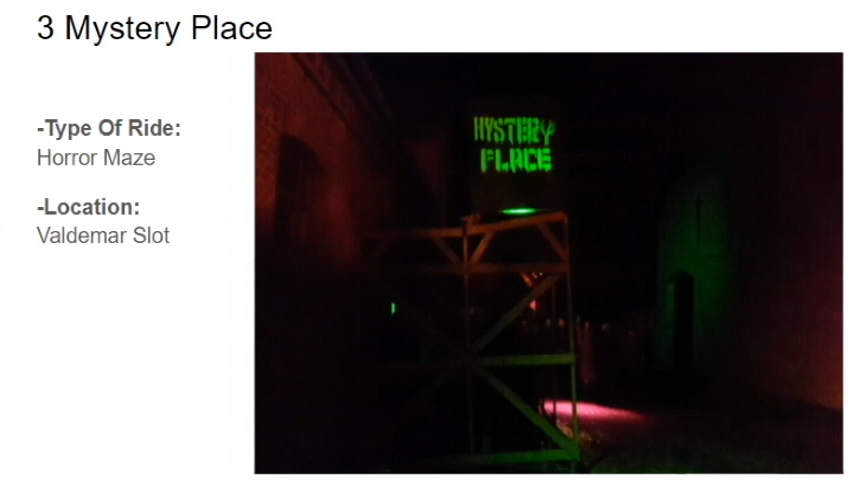 3 Mystery Place
-Type Of Ride:
Horror Maze
-Location:
Valdemar Slot
MYSTERY
PLACE